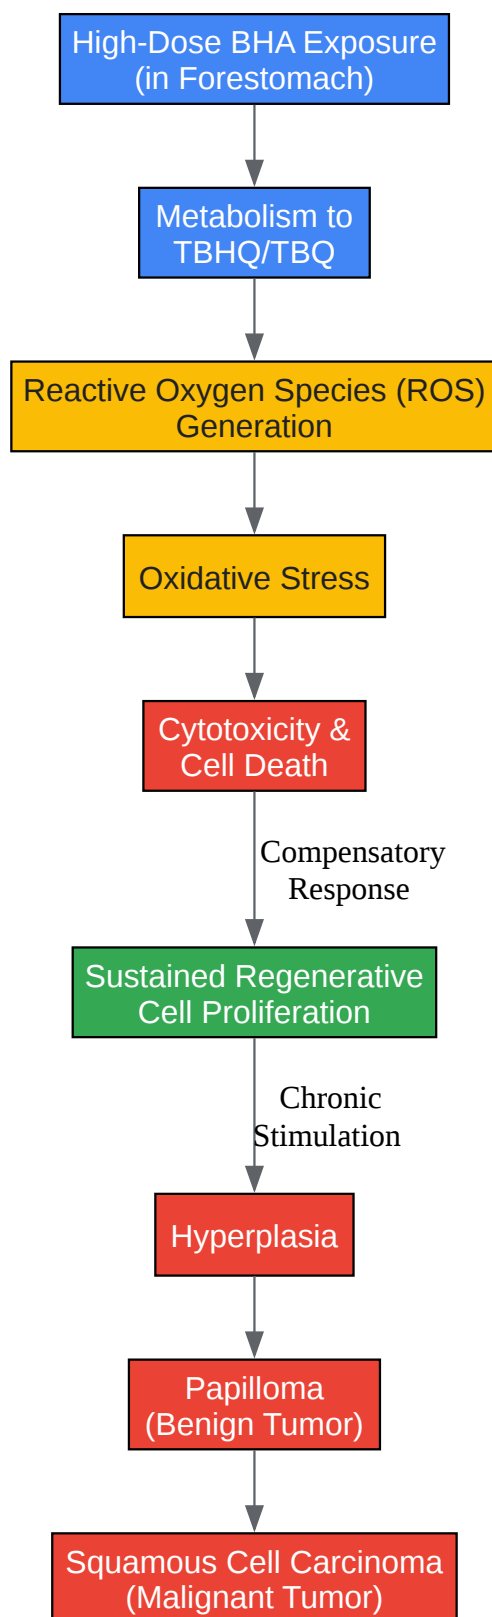 High-Dose BHA Exposure
(in Forestomach)
Metabolism to
TBHQ/TBQ
Reactive Oxygen Species (ROS)
Generation
Oxidative Stress
Cytotoxicity &
Cell Death
Compensatory
Response
Sustained Regenerative
Cell Proliferation
Chronic
Stimulation
Hyperplasia
Papilloma
(Benign Tumor)
Squamous Cell Carcinoma
(Malignant Tumor)